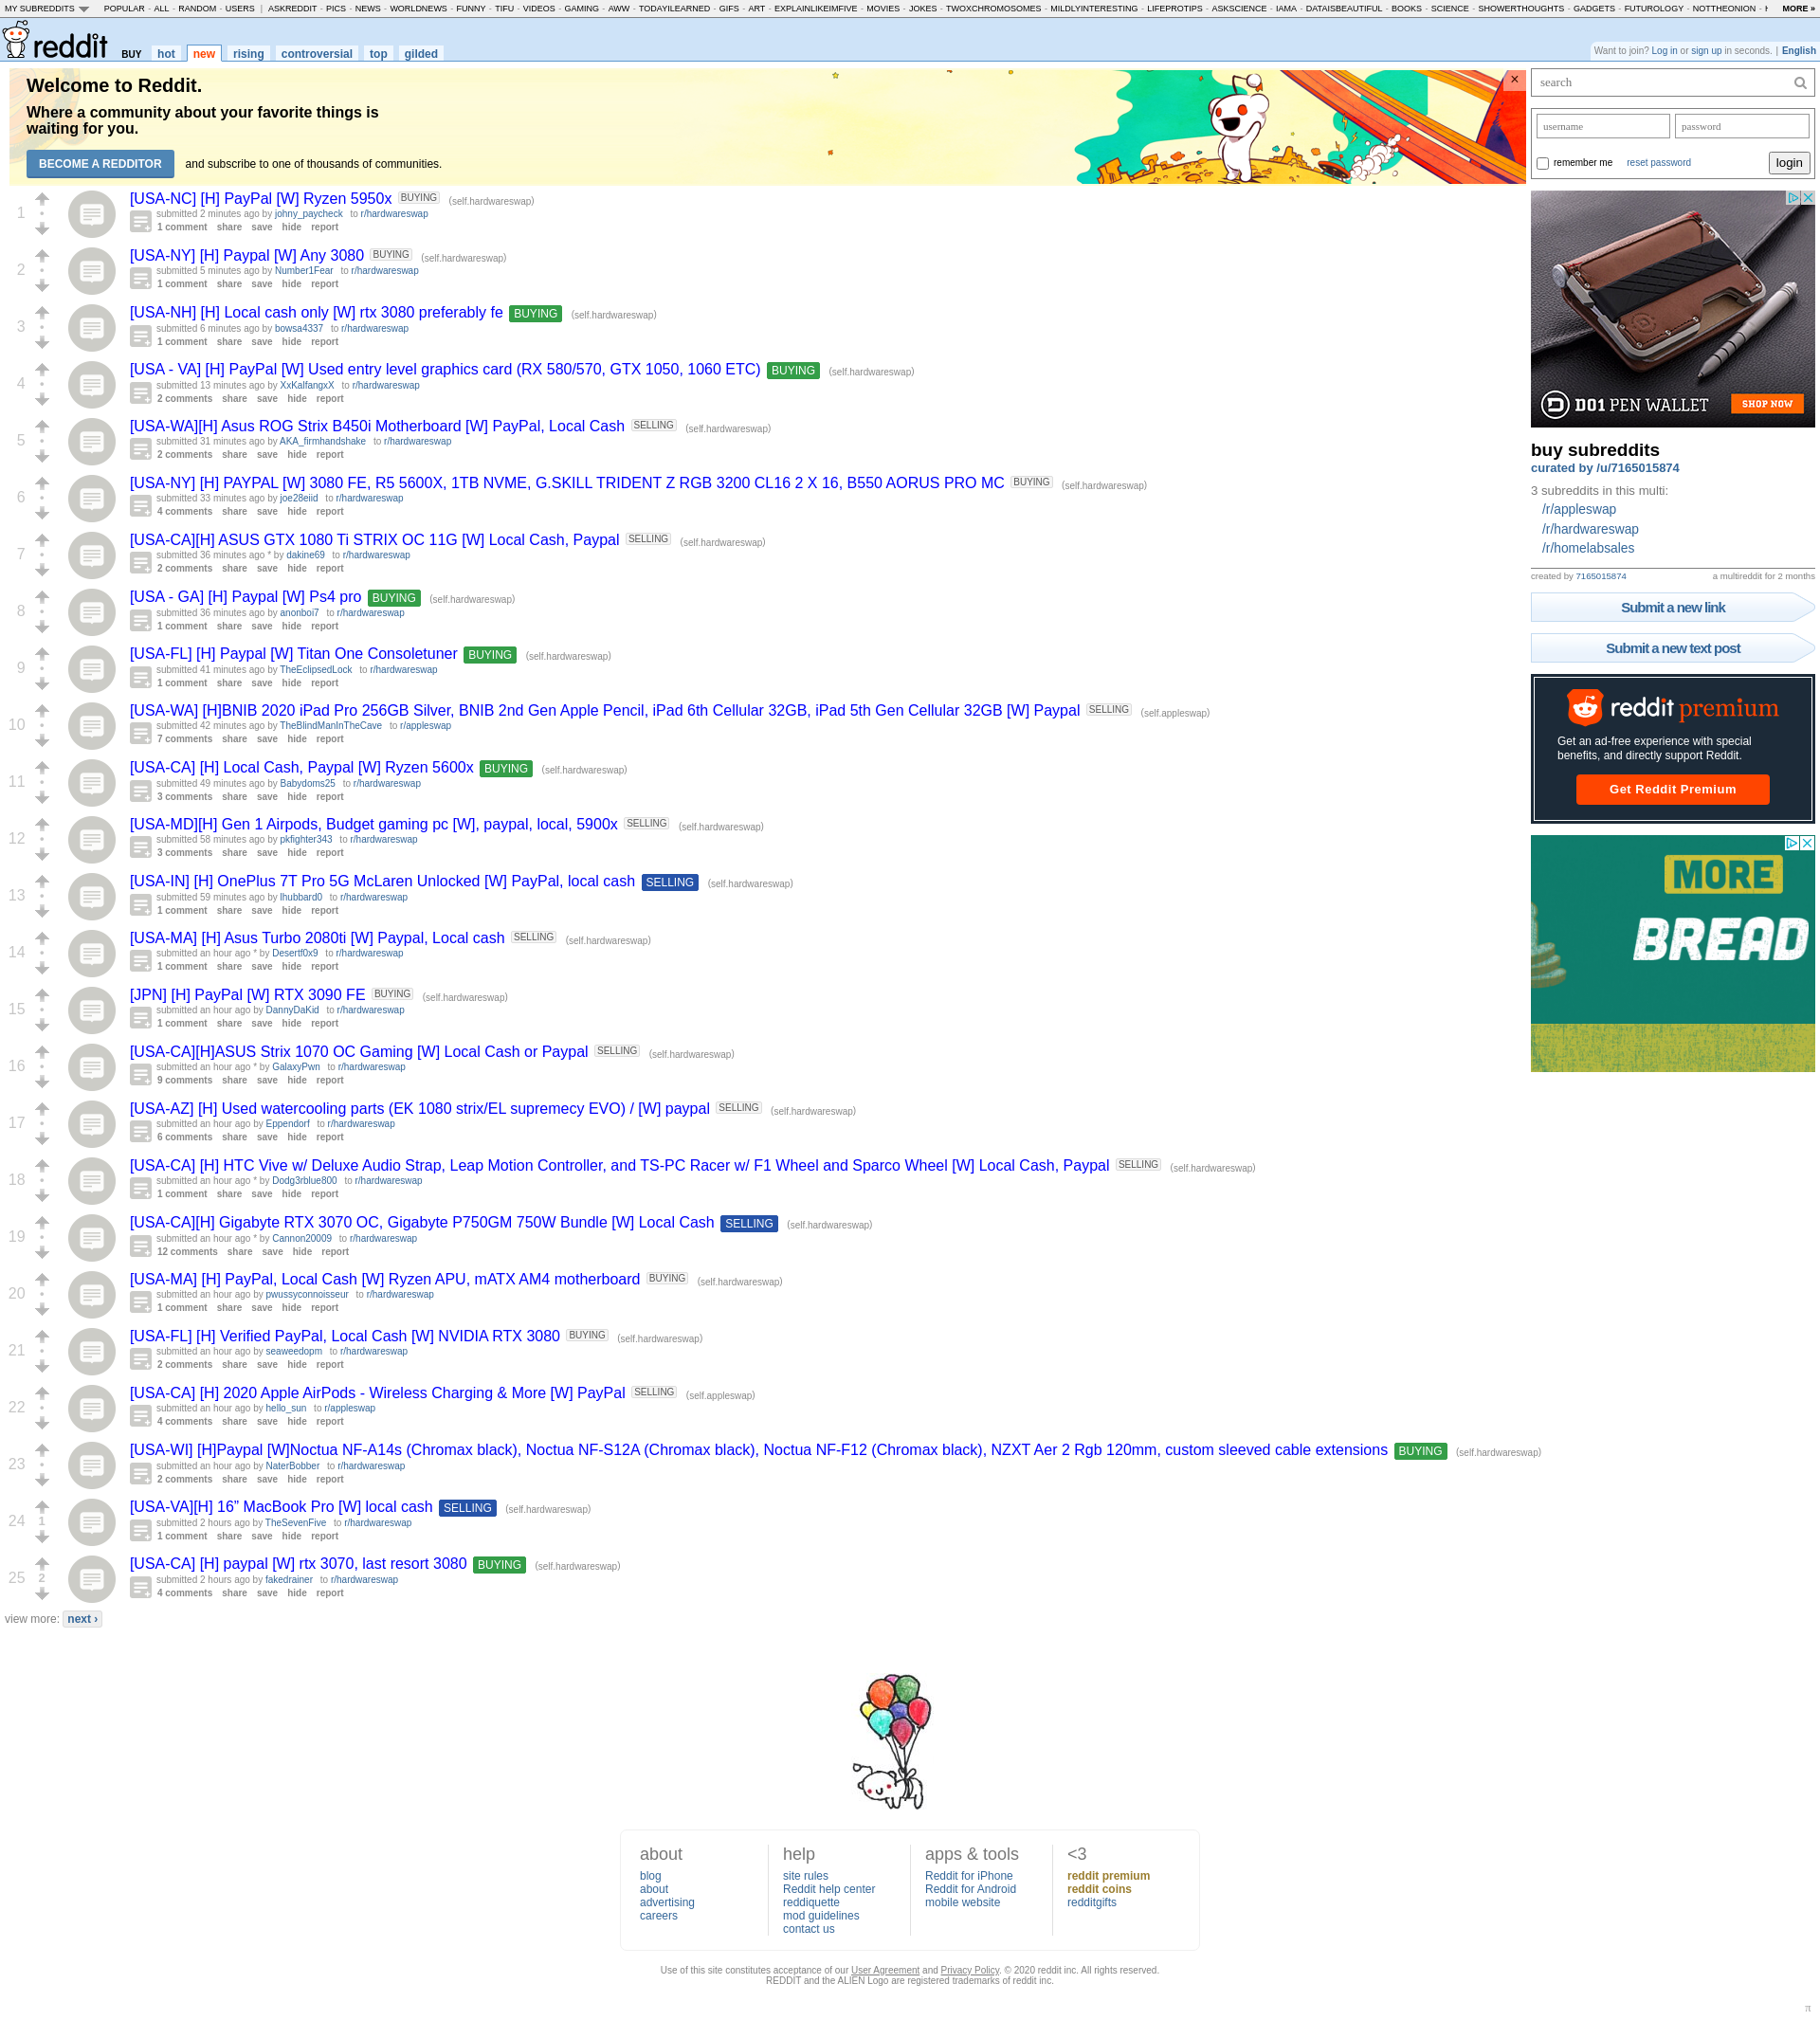 MY SUBREDDITS POPULAR - ALL - RANDOM - USERS | ASKREDDIT - PICS - NEWS - WORLDNEWS - FUNNY - TIFU - VIDEOS - GAMING - AWW - TODAYILEARNED - GIFS - ART - EXPLAINLIKEIMFIVE - MOVIES - JOKES - TWOXCHROMOSOMES - MILDLYINTERESTING - LIFEPROTIPS - ASKSCIENCE - IAMA - DATAISBEAUTIFUL - BOOKS - SCIENCE - SHOWERTHOUGHTS - GADGETS - FUTUROLOGY - NOTTHEONION - MORE »
reddit BUY hot new rising controversial top gilded
Want to join? Log in or sign up in seconds. | English
Welcome to Reddit.
Where a community about your favorite things is
waiting for you.
BECOME A REDDITOR and subscribe to one of thousands of communities.
×
1
[USA-NC] [H] PayPal [W] Ryzen 5950x BUYING (self.hardwareswap)
submitted 2 minutes ago by johny_paycheck to r/hardwareswap
1 comment share save hide report
2
[USA-NY] [H] Paypal [W] Any 3080 BUYING (self.hardwareswap)
submitted 5 minutes ago by Number1Fear to r/hardwareswap
1 comment share save hide report
3
[USA-NH] [H] Local cash only [W] rtx 3080 preferably fe BUYING (self.hardwareswap)
submitted 6 minutes ago by bowsa4337 to r/hardwareswap
1 comment share save hide report
4
[USA - VA] [H] PayPal [W] Used entry level graphics card (RX 580/570, GTX 1050, 1060 ETC) BUYING (self.hardwareswap)
submitted 13 minutes ago by XxKalfangxX to r/hardwareswap
2 comments share save hide report
5
[USA-WA][H] Asus ROG Strix B450i Motherboard [W] PayPal, Local Cash SELLING (self.hardwareswap)
submitted 31 minutes ago by AKA_firmhandshake to r/hardwareswap
2 comments share save hide report
6
[USA-NY] [H] PAYPAL [W] 3080 FE, R5 5600X, 1TB NVME, G.SKILL TRIDENT Z RGB 3200 CL16 2 X 16, B550 AORUS PRO MC BUYING (self.hardwareswap)
submitted 33 minutes ago by joe28eiid to r/hardwareswap
4 comments share save hide report
7
[USA-CA][H] ASUS GTX 1080 Ti STRIX OC 11G [W] Local Cash, Paypal SELLING (self.hardwareswap)
submitted 36 minutes ago * by dakine69 to r/hardwareswap
2 comments share save hide report
8
[USA - GA] [H] Paypal [W] Ps4 pro BUYING (self.hardwareswap)
submitted 36 minutes ago by anonboi7 to r/hardwareswap
1 comment share save hide report
9
[USA-FL] [H] Paypal [W] Titan One Consoletuner BUYING (self.hardwareswap)
submitted 41 minutes ago by TheEclipsedLock to r/hardwareswap
1 comment share save hide report
10
[USA-WA] [H]BNIB 2020 iPad Pro 256GB Silver, BNIB 2nd Gen Apple Pencil, iPad 6th Cellular 32GB, iPad 5th Gen Cellular 32GB [W] Paypal SELLING (self.appleswap)
submitted 42 minutes ago by TheBlindManInTheCave to r/appleswap
7 comments share save hide report
11
[USA-CA] [H] Local Cash, Paypal [W] Ryzen 5600x BUYING (self.hardwareswap)
submitted 49 minutes ago by Babydoms25 to r/hardwareswap
3 comments share save hide report
12
[USA-MD][H] Gen 1 Airpods, Budget gaming pc [W], paypal, local, 5900x SELLING (self.hardwareswap)
submitted 58 minutes ago by pkfighter343 to r/hardwareswap
3 comments share save hide report
13
[USA-IN] [H] OnePlus 7T Pro 5G McLaren Unlocked [W] PayPal, local cash SELLING (self.hardwareswap)
submitted 59 minutes ago by lhubbard0 to r/hardwareswap
1 comment share save hide report
14
[USA-MA] [H] Asus Turbo 2080ti [W] Paypal, Local cash SELLING (self.hardwareswap)
submitted an hour ago * by Desertf0x9 to r/hardwareswap
1 comment share save hide report
15
[JPN] [H] PayPal [W] RTX 3090 FE BUYING (self.hardwareswap)
submitted an hour ago by DannyDaKid to r/hardwareswap
1 comment share save hide report
16
[USA-CA][H]ASUS Strix 1070 OC Gaming [W] Local Cash or Paypal SELLING (self.hardwareswap)
submitted an hour ago * by GalaxyPwn to r/hardwareswap
9 comments share save hide report
17
[USA-AZ] [H] Used watercooling parts (EK 1080 strix/EL supremecy EVO) / [W] paypal SELLING (self.hardwareswap)
submitted an hour ago by Eppendorf to r/hardwareswap
6 comments share save hide report
18
[USA-CA] [H] HTC Vive w/ Deluxe Audio Strap, Leap Motion Controller, and TS-PC Racer w/ F1 Wheel and Sparco Wheel [W] Local Cash, Paypal SELLING (self.hardwareswap)
submitted an hour ago * by Dodg3rblue800 to r/hardwareswap
1 comment share save hide report
19
[USA-CA][H] Gigabyte RTX 3070 OC, Gigabyte P750GM 750W Bundle [W] Local Cash SELLING (self.hardwareswap)
submitted an hour ago * by Cannon20009 to r/hardwareswap
12 comments share save hide report
20
[USA-MA] [H] PayPal, Local Cash [W] Ryzen APU, mATX AM4 motherboard BUYING (self.hardwareswap)
submitted an hour ago by pwussyconnoisseur to r/hardwareswap
1 comment share save hide report
21
[USA-FL] [H] Verified PayPal, Local Cash [W] NVIDIA RTX 3080 BUYING (self.hardwareswap)
submitted an hour ago by seaweedopm to r/hardwareswap
2 comments share save hide report
22
[USA-CA] [H] 2020 Apple AirPods - Wireless Charging & More [W] PayPal SELLING (self.appleswap)
submitted an hour ago by hello_sun to r/appleswap
4 comments share save hide report
23
[USA-WI] [H]Paypal [W]Noctua NF-A14s (Chromax black), Noctua NF-S12A (Chromax black), Noctua NF-F12 (Chromax black), NZXT Aer 2 Rgb 120mm, custom sleeved cable extensions BUYING (self.hardwareswap)
submitted an hour ago by NaterBobber to r/hardwareswap
2 comments share save hide report
24 1
[USA-VA][H] 16” MacBook Pro [W] local cash SELLING (self.hardwareswap)
submitted 2 hours ago by TheSevenFive to r/hardwareswap
1 comment share save hide report
25 2
[USA-CA] [H] paypal [W] rtx 3070, last resort 3080 BUYING (self.hardwareswap)
submitted 2 hours ago by fakedrainer to r/hardwareswap
4 comments share save hide report
view more: next ›
search
username password
remember me reset password login
D01 PEN WALLET SHOP NOW
buy subreddits
curated by /u/7165015874
3 subreddits in this multi:
/r/appleswap
/r/hardwareswap
/r/homelabsales
created by 7165015874 a multireddit for 2 months
Submit a new link
Submit a new text post
reddit premium
Get an ad-free experience with special
benefits, and directly support Reddit.
Get Reddit Premium
MORE
BREAD
about help apps & tools <3
blog site rules Reddit for iPhone reddit premium
about Reddit help center Reddit for Android reddit coins
advertising reddiquette mobile website redditgifts
careers mod guidelines
contact us
Use of this site constitutes acceptance of our User Agreement and Privacy Policy. © 2020 reddit inc. All rights reserved.
REDDIT and the ALIEN Logo are registered trademarks of reddit inc.
π